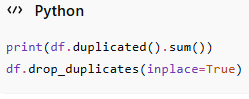 </> Python
print(df.duplicated().sum())
df.drop_duplicates(inplace=True)